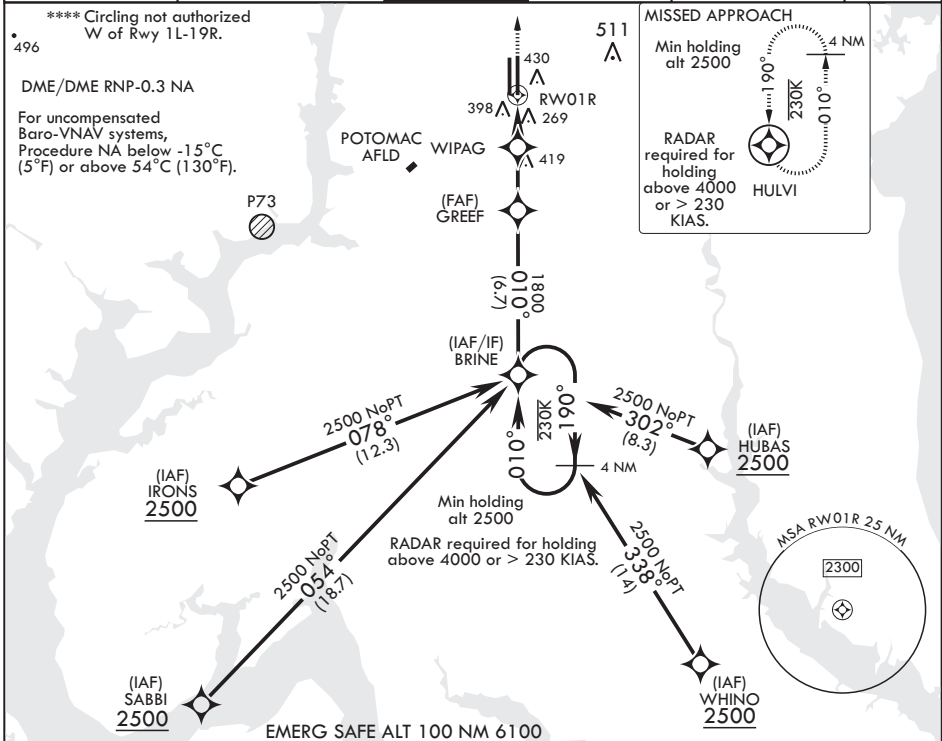 **** Circling not authorized
W of Rwy 1L-19R.
496
DME/DME RNP-0.3 NA
For uncompensated
Baro-VNAV systems,
Procedure NA below -15°C
(5°F) or above 54°C (130°F).
P73
POTOMAC
AFLD
430
398
RW01R
269
WIPAG
419
511
(FAF)
GREEF
1800
010°
(6.7)
MISSED APPROACH
Min holding
alt 2500
4 NM
190°
230K
010°
RADAR
required for
holding
above 4000
or > 230
KIAS.
HULVI
(IAF/IF)
BRINE
2500 NoPT
078°
(12.3)
(IAF)
IRONS
2500
010°
230K
190°
4 NM
2500 NoPT
302°
(8.3)
(IAF)
HUBAS
2500
Min holding
alt 2500
RADAR required for holding
above 4000 or > 230 KIAS.
2500 NoPT
054°
(18.7)
2500 NoPT
338°
(14)
MSA RW01R 25 NM
2300
(IAF)
SABBI
2500
(IAF)
WHINO
2500
EMERG SAFE ALT 100 NM 6100